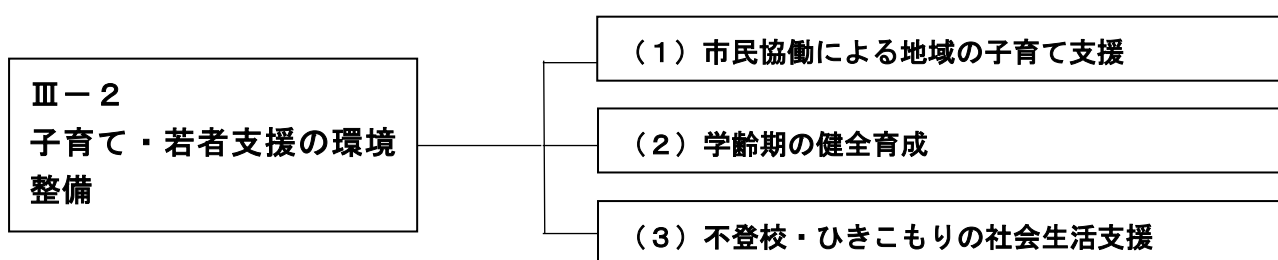 Ⅲ－２
子育て・若者支援の環境
整備
（１）市民協働による地域の子育て支援
（２）学齢期の健全育成
（３）不登校・ひきこもりの社会生活支援